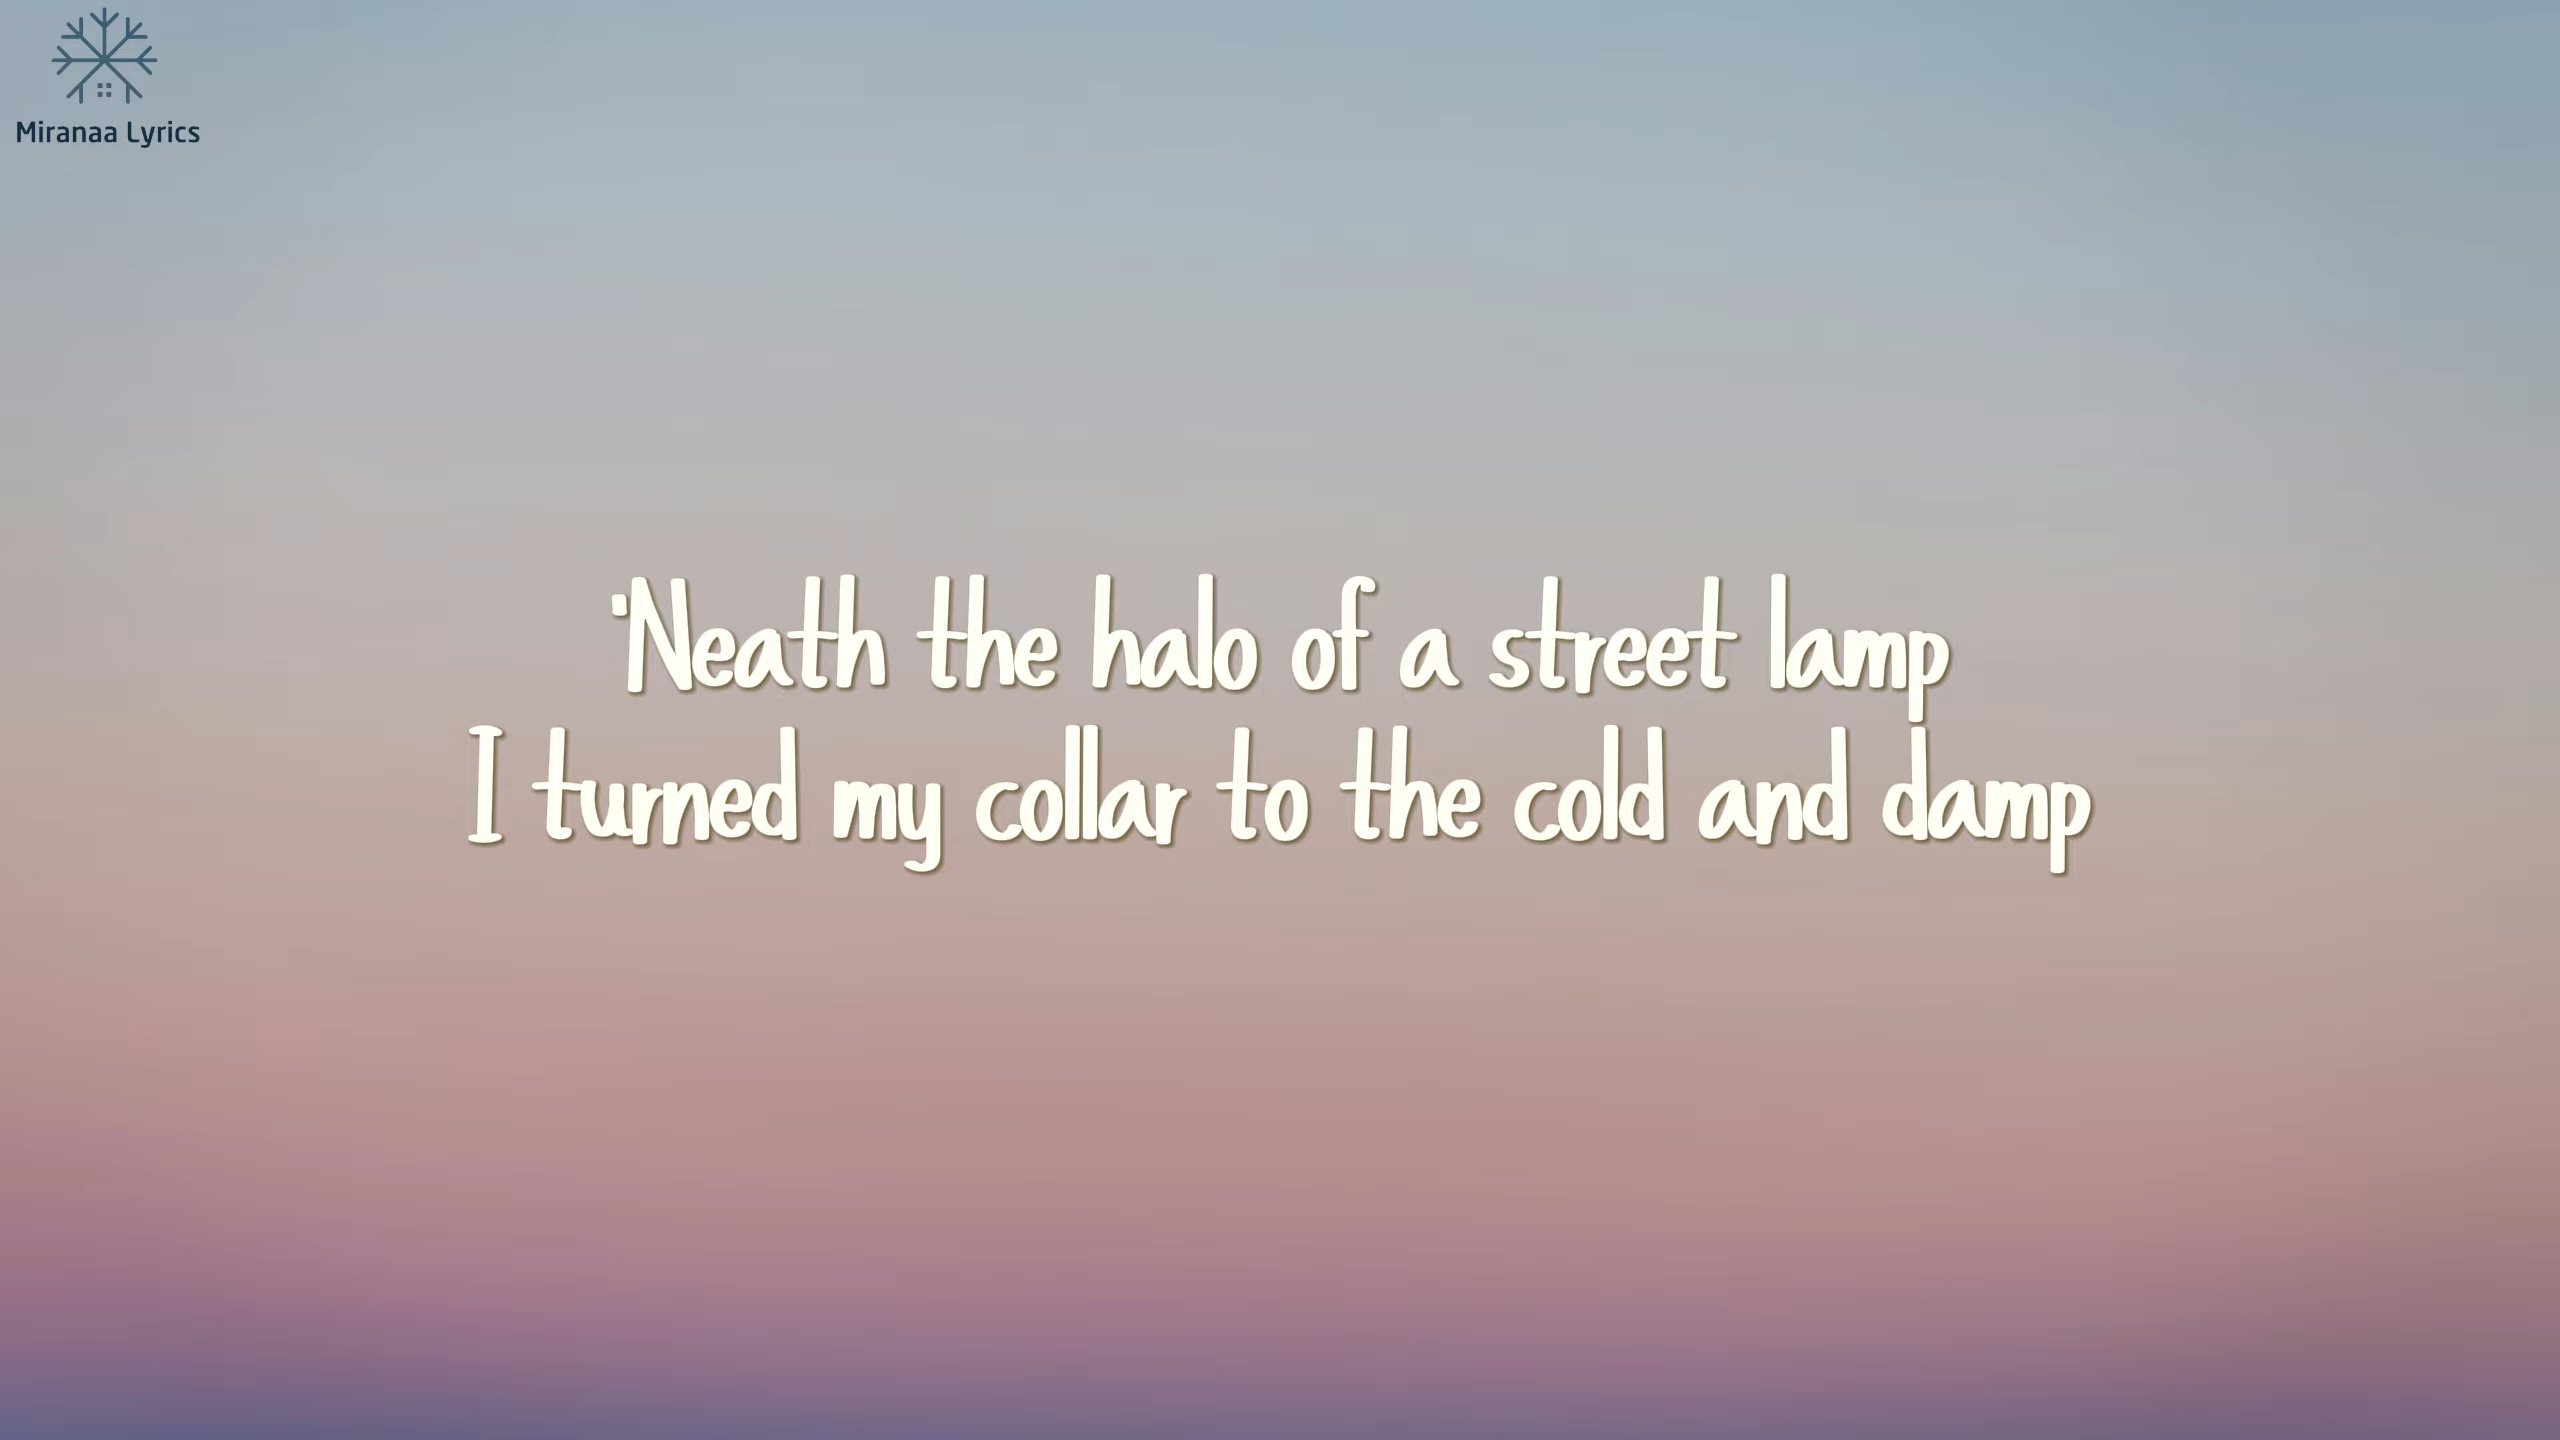 Miranaa Lyrics
'Neath the halo of a street lamp
I turned my collar to the cold and damp